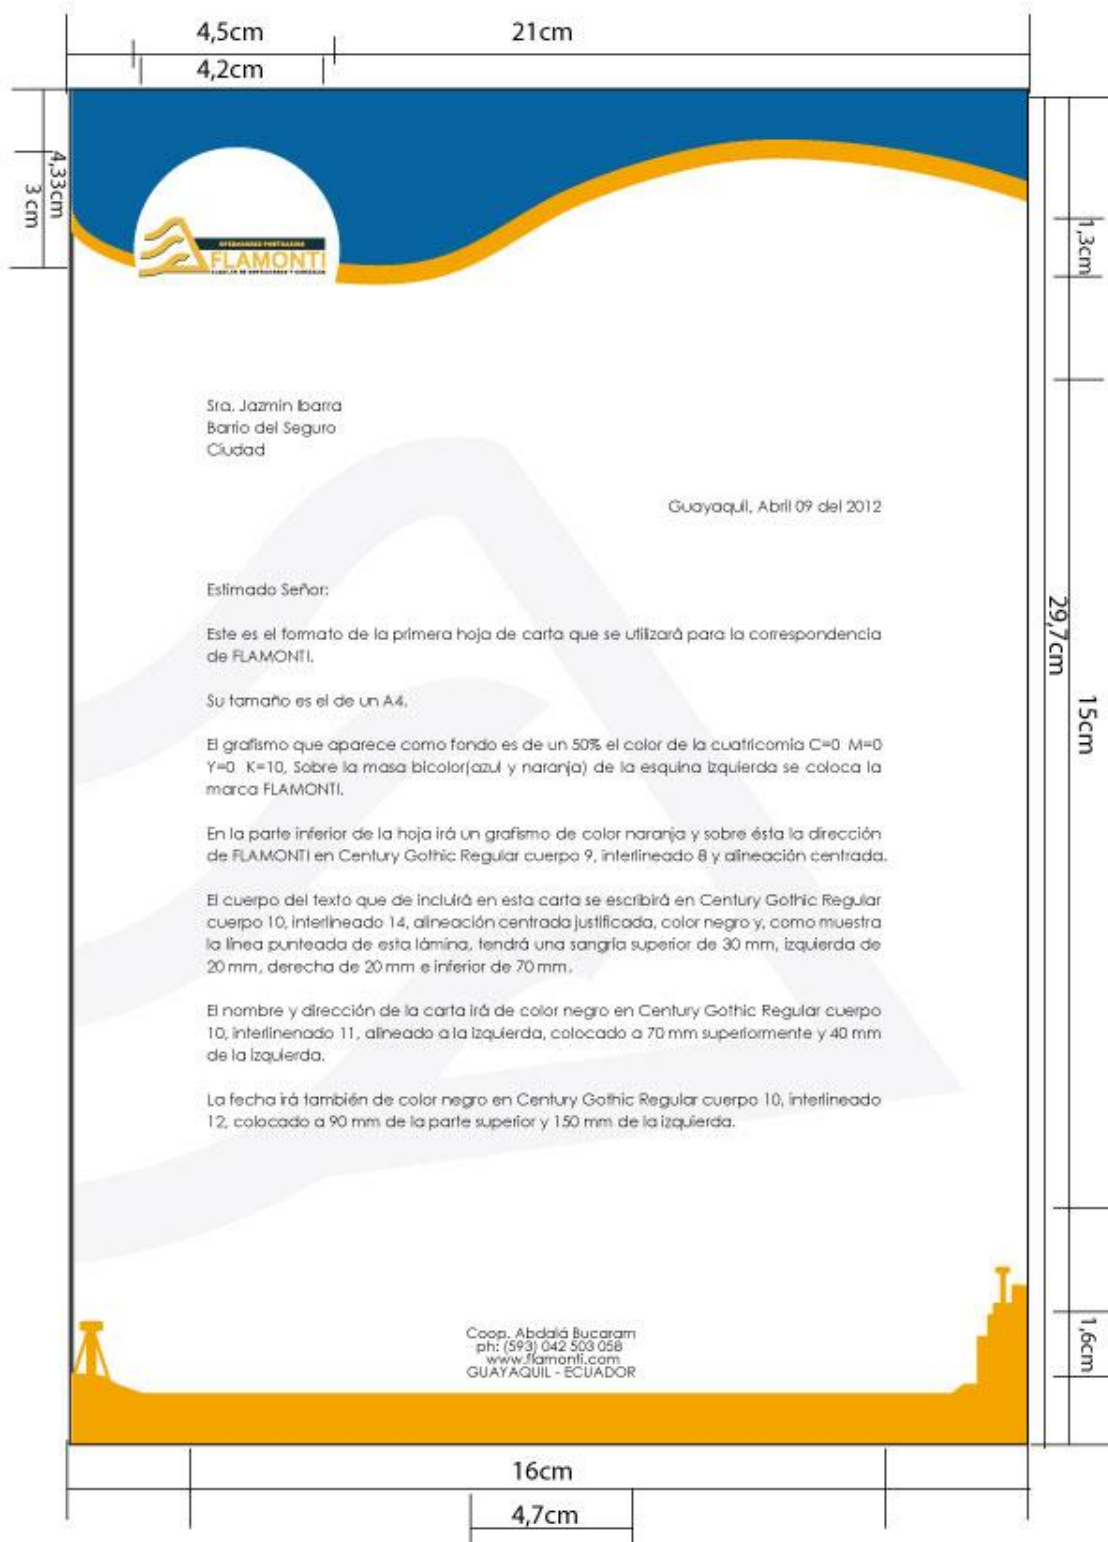 4,5cm
21cm
4,2cm
4,33cm
3 cm
OPERADORES PORTUARIOS
FLAMONTI
1,3cm
Sra. Jazmín Ibarra
Barrio del Seguro
Ciudad
Guayaquil, Abril 09 del 2012
Estimado Señor:
Este es el formato de la primera hoja de carta que se utilizará para la correspondencia
de FLAMONTI.
Su tamaño es el de un A4.
El grafismo que aparece como fondo es de un 50% el color de la cuatricomia C=0 M=0
Y=0 K=10, Sobre la masa bicolor(azul y naranja) de la esquina izquierda se coloca la
marca FLAMONTI.
En la parte inferior de la hoja irá un grafismo de color naranja y sobre ésta la dirección
de FLAMONTI en Century Gothic Regular cuerpo 9, interlineado 8 y alineación centrada.
El cuerpo del texto que de incluirá en esta carta se escribirá en Century Gothic Regular
cuerpo 10, interlineado 14, alineación centrada justificada, color negro y, como muestra
la línea punteada de esta lámina, tendrá una sangría superior de 30 mm, izquierda de
20 mm, derecha de 20 mm e inferior de 70 mm.
El nombre y dirección de la carta irá de color negro en Century Gothic Regular cuerpo
10, interlinenado 11, alineado a la izquierda, colocado a 70 mm superiormente y 40 mm
de la izquierda.
La fecha irá también de color negro en Century Gothic Regular cuerpo 10, interlineado
12, colocado a 90 mm de la parte superior y 150 mm de la izquierda.
29,7cm
15cm
1,6cm
Coop. Abdalá Bucaram
ph: (593) 042 503 058
www.flamonti.com
GUAYAQUIL - ECUADOR
16cm
4,7cm